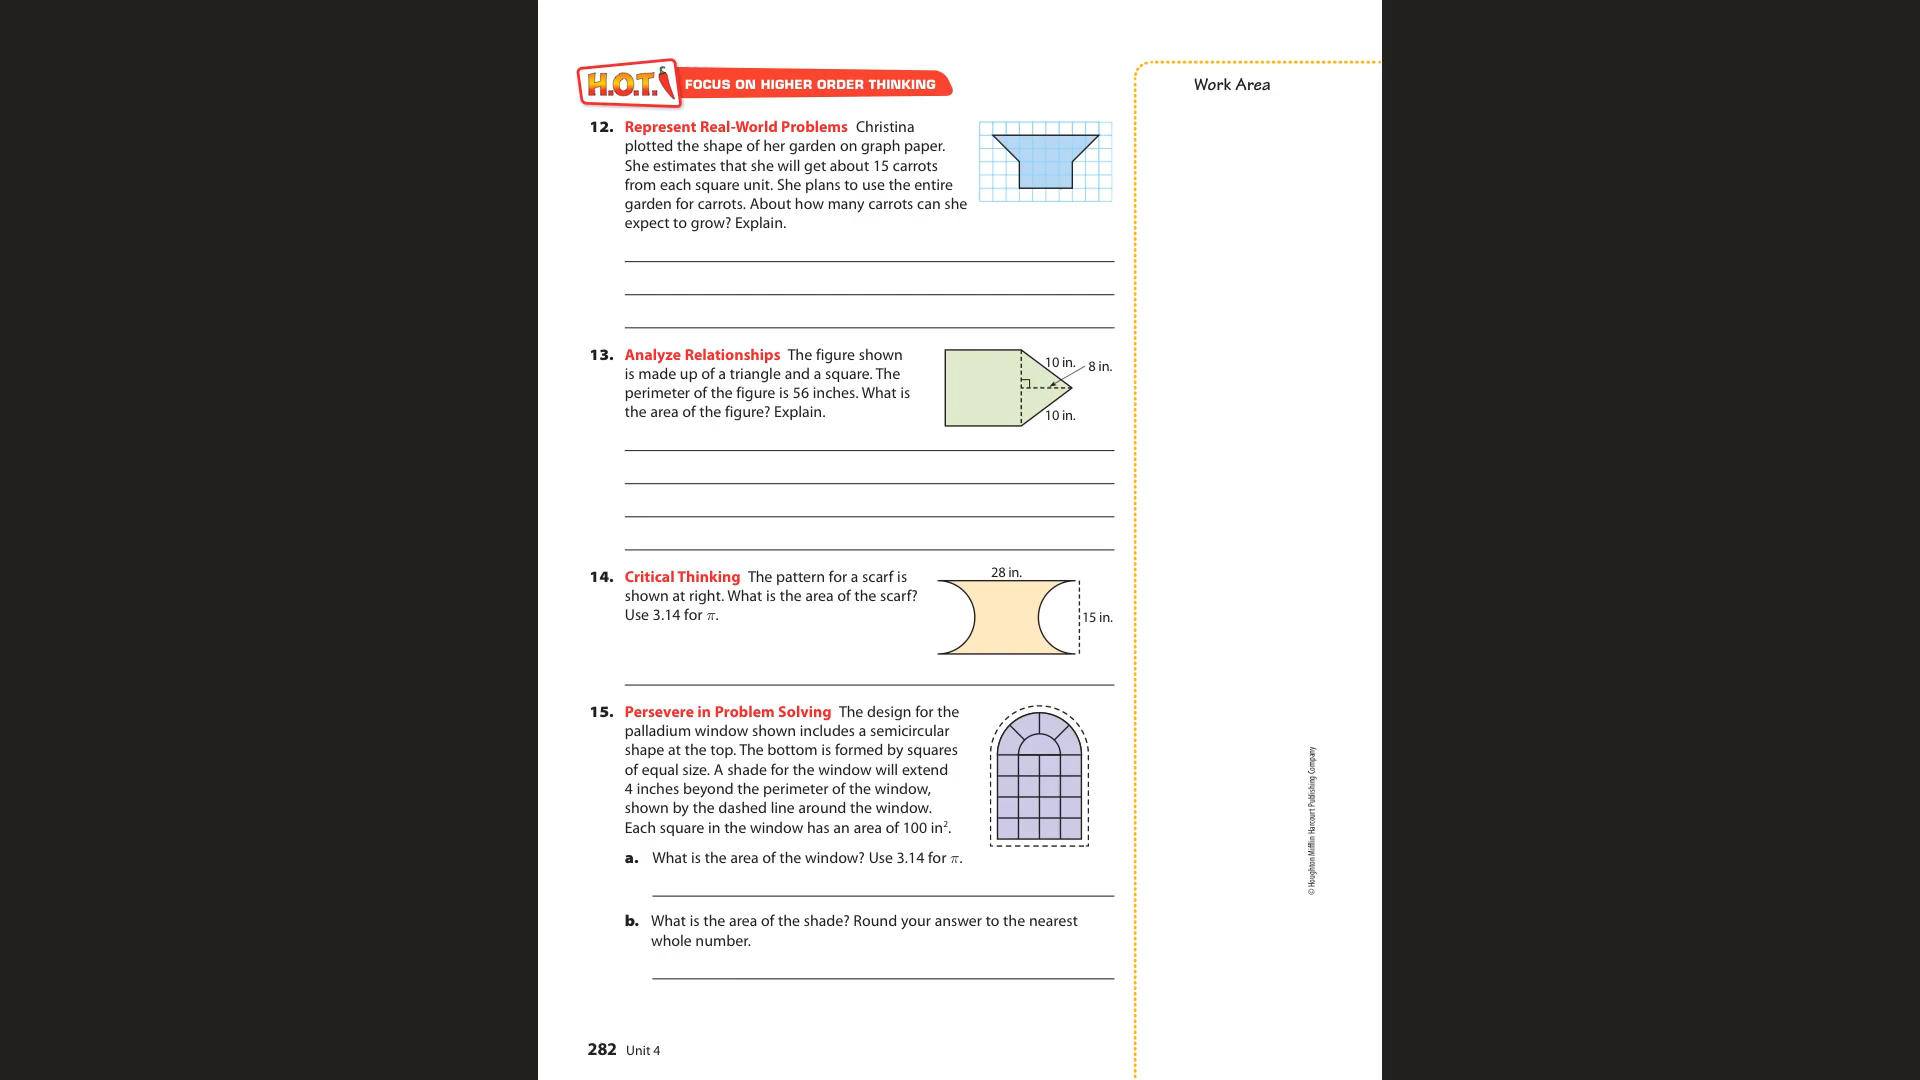 H.O.T. FOCUS ON HIGHER ORDER THINKING
Work Area
12. Represent Real-World Problems Christina
plotted the shape of her garden on graph paper.
She estimates that she will get about 15 carrots
from each square unit. She plans to use the entire
garden for carrots. About how many carrots can she
expect to grow? Explain.
13. Analyze Relationships The figure shown
is made up of a triangle and a square. The
perimeter of the figure is 56 inches. What is
the area of the figure? Explain.
10 in.
8 in.
10 in.
14. Critical Thinking The pattern for a scarf is
shown at right. What is the area of the scarf?
Use 3.14 for π.
28 in.
15 in.
15. Persevere in Problem Solving The design for the
palladium window shown includes a semicircular
shape at the top. The bottom is formed by squares
of equal size. A shade for the window will extend
4 inches beyond the perimeter of the window,
shown by the dashed line around the window.
Each square in the window has an area of 100 in².
a. What is the area of the window? Use 3.14 for π.
b. What is the area of the shade? Round your answer to the nearest
whole number.
© Houghton Mifflin Harcourt Publishing Company
282 Unit 4